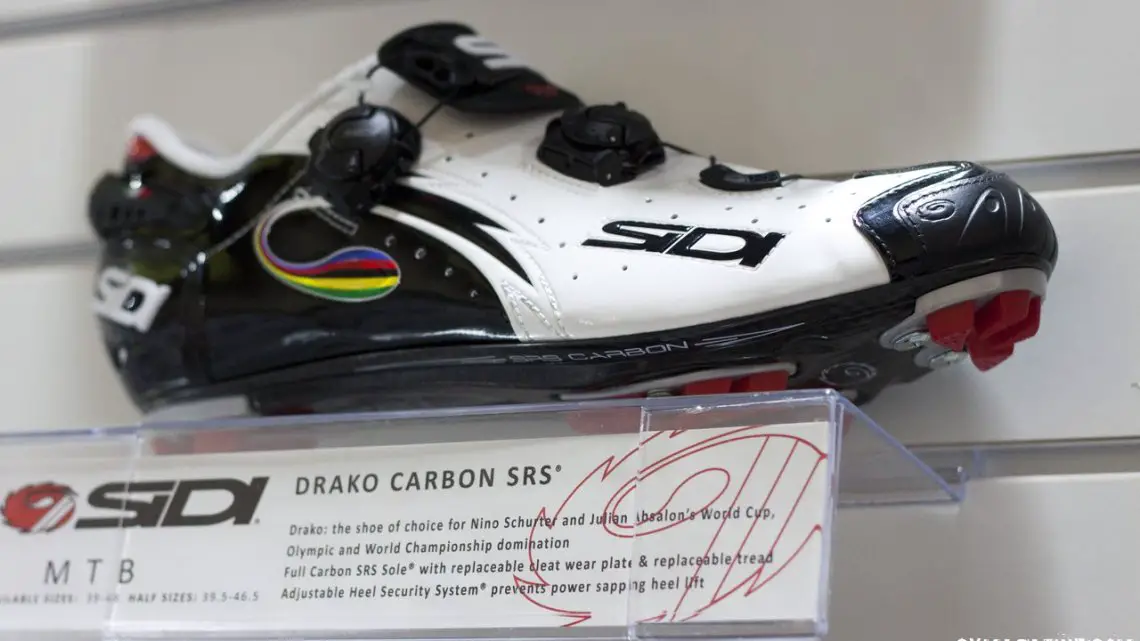 SIDI
SIDI
SRS CARBON
SIDI
DRAKO CARBON SRS®
Drako: the shoe of choice for Nino Schurter and Julian Absalon's World Cup,
Olympic and World Championship domination
Full Carbon SRS Sole® with replaceable cleat wear plate & replaceable tread
Adjustable Heel Security System® prevents power sapping heel lift
MTB
SIZES: HALF SIZES: 39.5-46.5